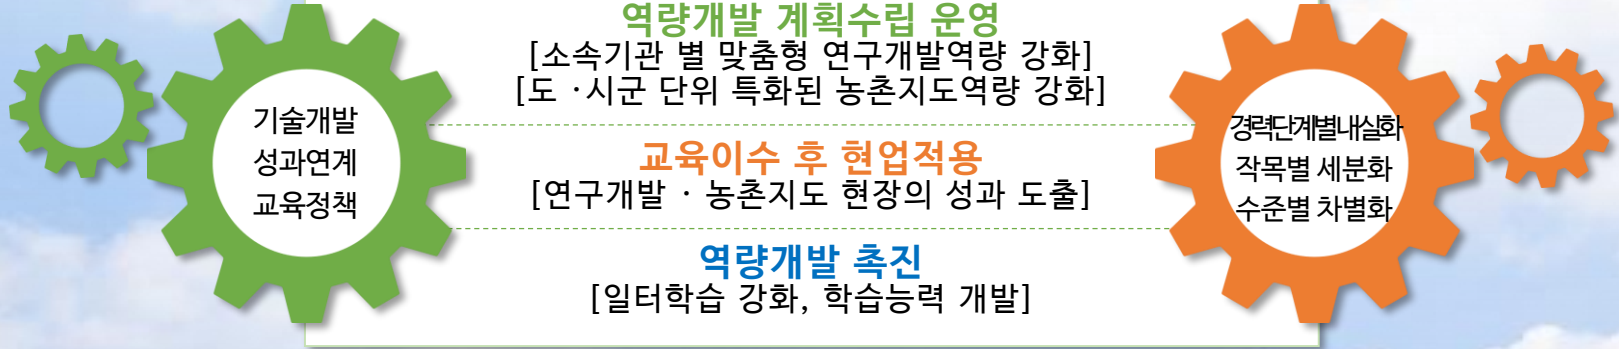 기술개발
성과연계
교육정책
역량개발 계획수립 운영
[소속기관 별 맞춤형 연구개발역량 강화]
[도 ·시군 단위 특화된 농촌지도역량 강화]
교육이수 후 현업적용
[연구개발 · 농촌지도 현장의 성과 도출]
역량개발 촉진
[일터학습 강화, 학습능력 개발]
경력단계별내실화
작목별 세분화
수준별 차별화